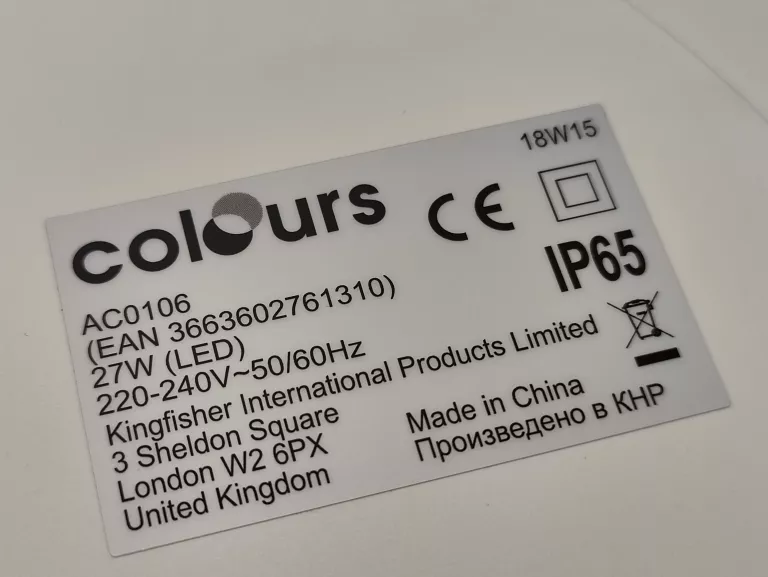 18W15
colours
CE
IP65
AC0106
(EAN 3663602761310)
27W (LED)
220-240V~50/60Hz
Kingfisher International Products Limited
3 Sheldon Square
London W2 6PX
United Kingdom
Made in China
Произведено в КНР